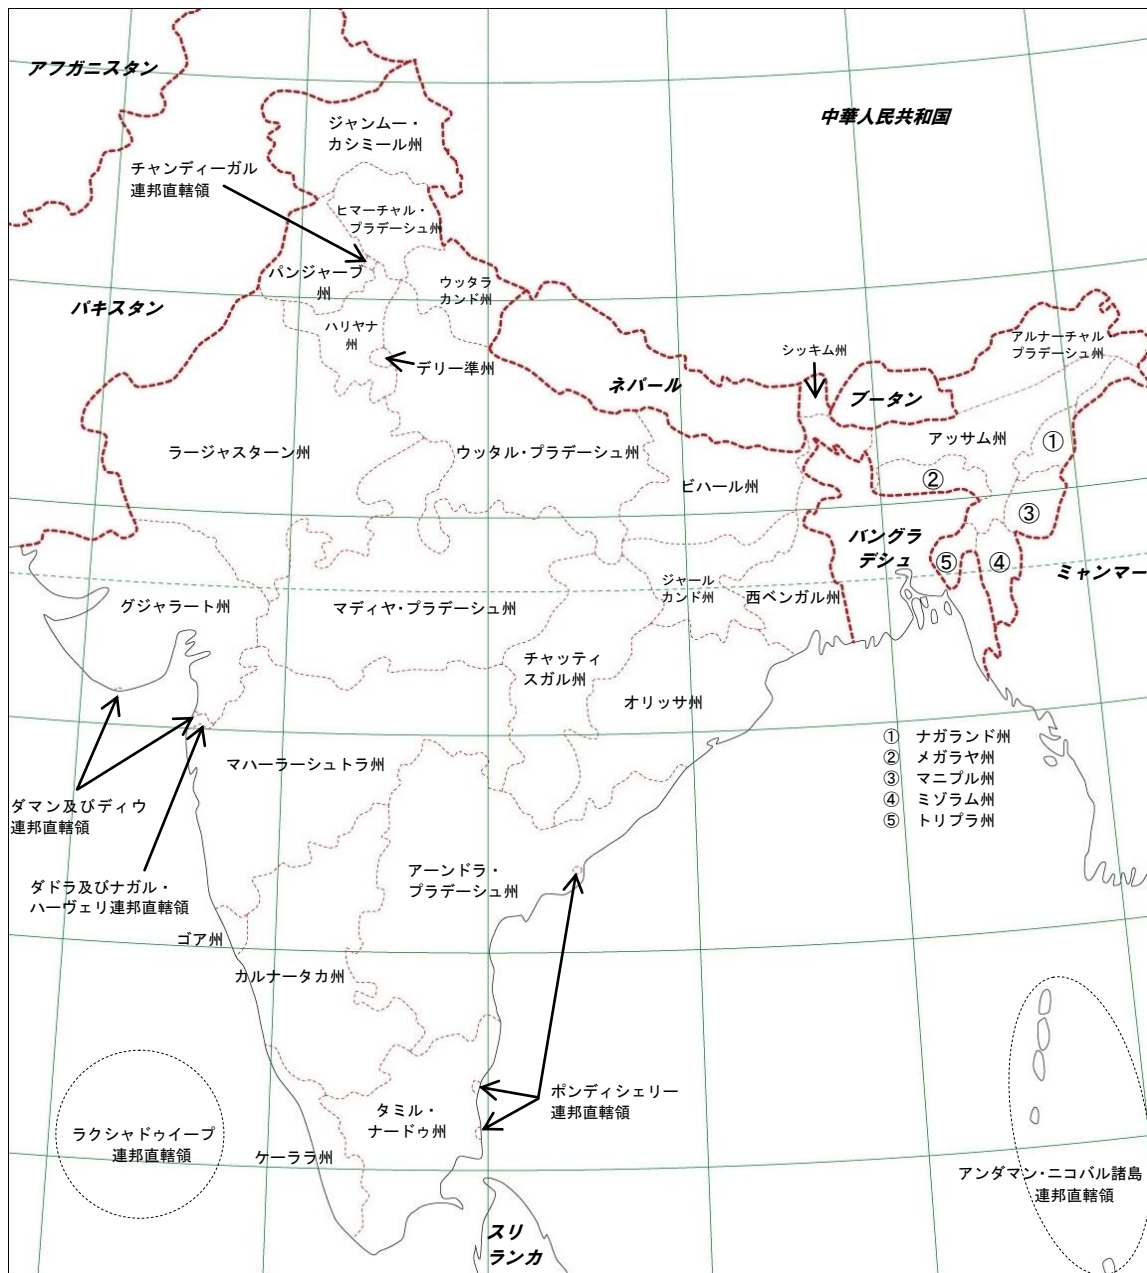 アフガニスタン
中華人民共和国
ジャンムー・
カシミール州
チャンディーガル
連邦直轄領
ヒマーチャル・
プラデーシュ州
パンジャーブ
州
ウッタラ
カンド州
パキスタン
ハリヤナ
州
デリー準州
ネパール
シッキム州
ブータン
アルナーチャル
プラデーシュ州
ラージャスターン州
ウッタル・プラデーシュ州
ビハール州
アッサム州
①
②
③
④
⑤
バングラ
デシュ
ミャンマー
グジャラート州
マディヤ・プラデーシュ州
ジャール
カンド州
西ベンガル州
チャッティ
スガル州
オリッサ州
マハーラーシュトラ州
① ナガランド州
② メガラヤ州
③ マニプル州
④ ミゾラム州
⑤ トリプラ州
ダマン及びディウ
連邦直轄領
ダドラ及びナガル・
ハーヴェリ連邦直轄領
アーンドラ・
プラデーシュ州
ゴア州
カルナータカ州
ポンディシェリー
連邦直轄領
タミル・
ナードゥ州
ラクシャドゥイープ
連邦直轄領
ケーララ州
アンダマン・ニコバル諸島
連邦直轄領
スリ
ランカ